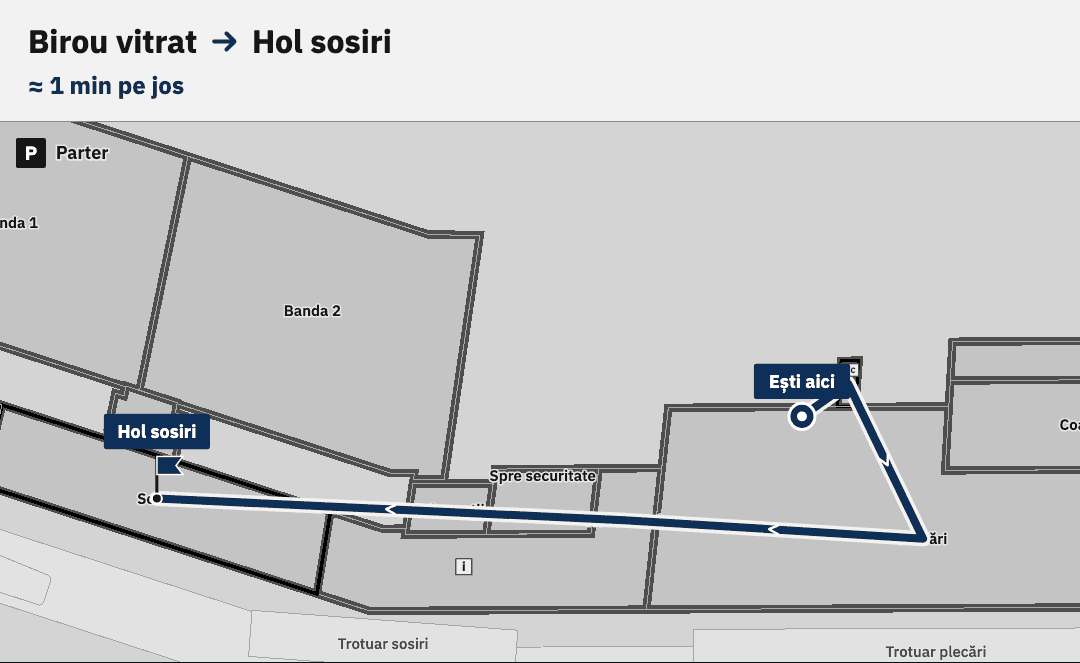 Birou vitrat → Hol sosiri
≈ 1 min pe jos
P Parter
nda 1
Banda 2
Ești aici
c
Coa
Hol sosiri
Spre securitate
ări
i
Trotuar sosiri
Trotuar plecări